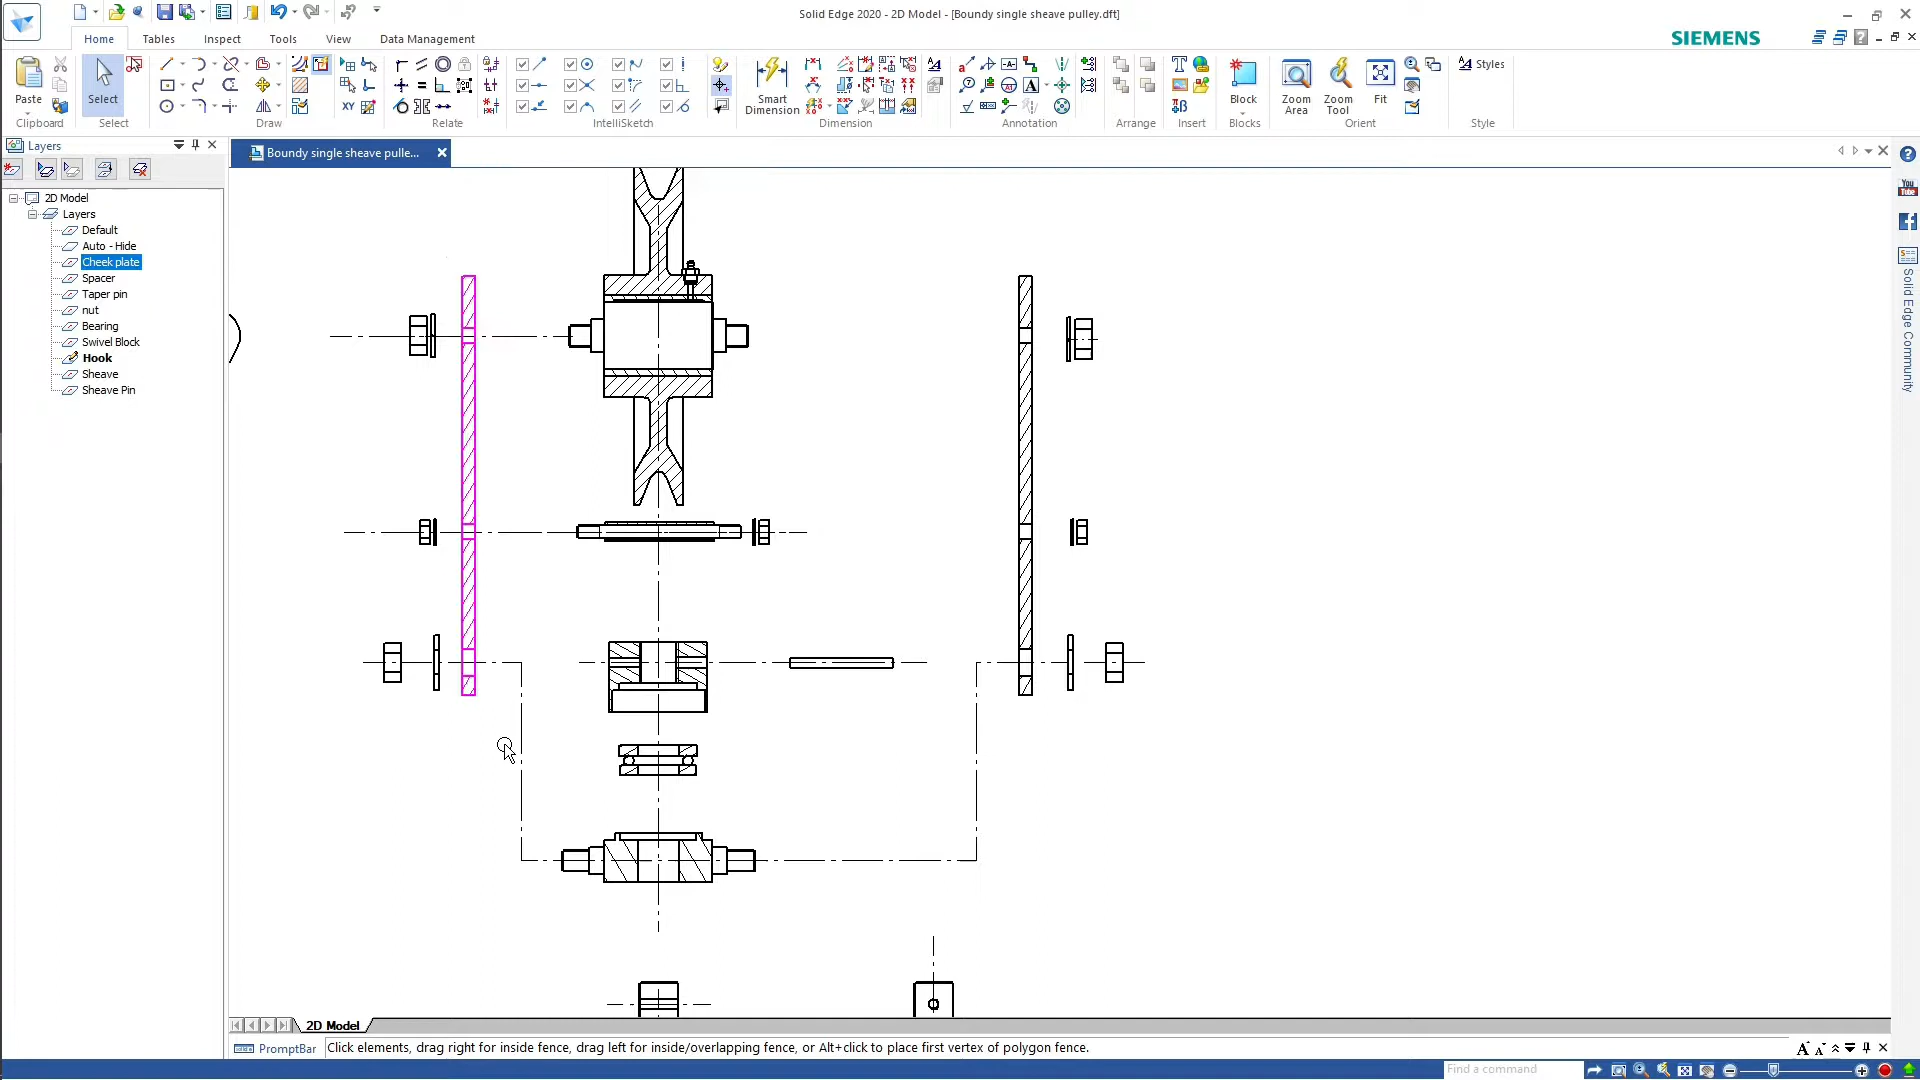 Solid Edge 2020 - 2D Model - [Boundy single sheave pulley.dft]
Home
Tables
Inspect
Tools
View
Data Management
SIEMENS
Paste
Select
Smart
Dimension
Block
Zoom
Area
Zoom
Tool
Fit
Styles
Clipboard
Select
Draw
Relate
IntelliSketch
Dimension
Annotation
Arrange
Insert
Blocks
Orient
Style
Layers
Boundy single sheave pulle...
2D Model
Layers
Default
Auto - Hide
Cheek plate
Spacer
Taper pin
nut
Bearing
Swivel Block
Hook
Sheave
Sheave Pin
You
Tube
Solid Edge Community
2D Model
PromptBar
Click elements, drag right for inside fence, drag left for inside/overlapping fence, or Alt+click to place first vertex of polygon fence.
Find a command